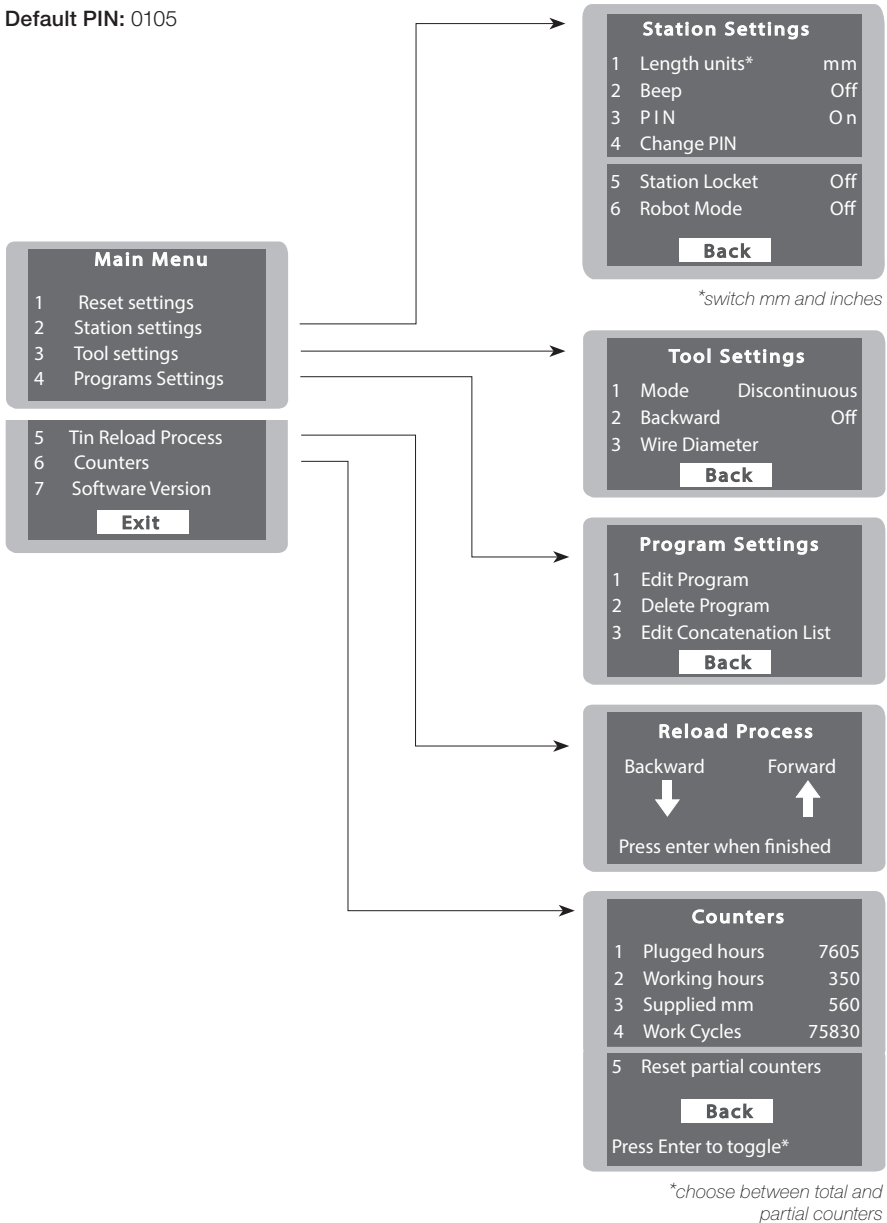 Default PIN: 0105
Main Menu
1 Reset settings
2 Station settings
3 Tool settings
4 Programs Settings
5 Tin Reload Process
6 Counters
7 Software Version
Exit
Station Settings
1 Length units* mm
2 Beep Off
3 PIN On
4 Change PIN
5 Station Locket Off
6 Robot Mode Off
Back
*switch mm and inches
Tool Settings
1 Mode Discontinuous
2 Backward Off
3 Wire Diameter
Back
Program Settings
1 Edit Program
2 Delete Program
3 Edit Concatenation List
Back
Reload Process
Backward Forward
Press enter when finished
Counters
1 Plugged hours 7605
2 Working hours 350
3 Supplied mm 560
4 Work Cycles 75830
5 Reset partial counters
Back
Press Enter to toggle*
*choose between total and
partial counters